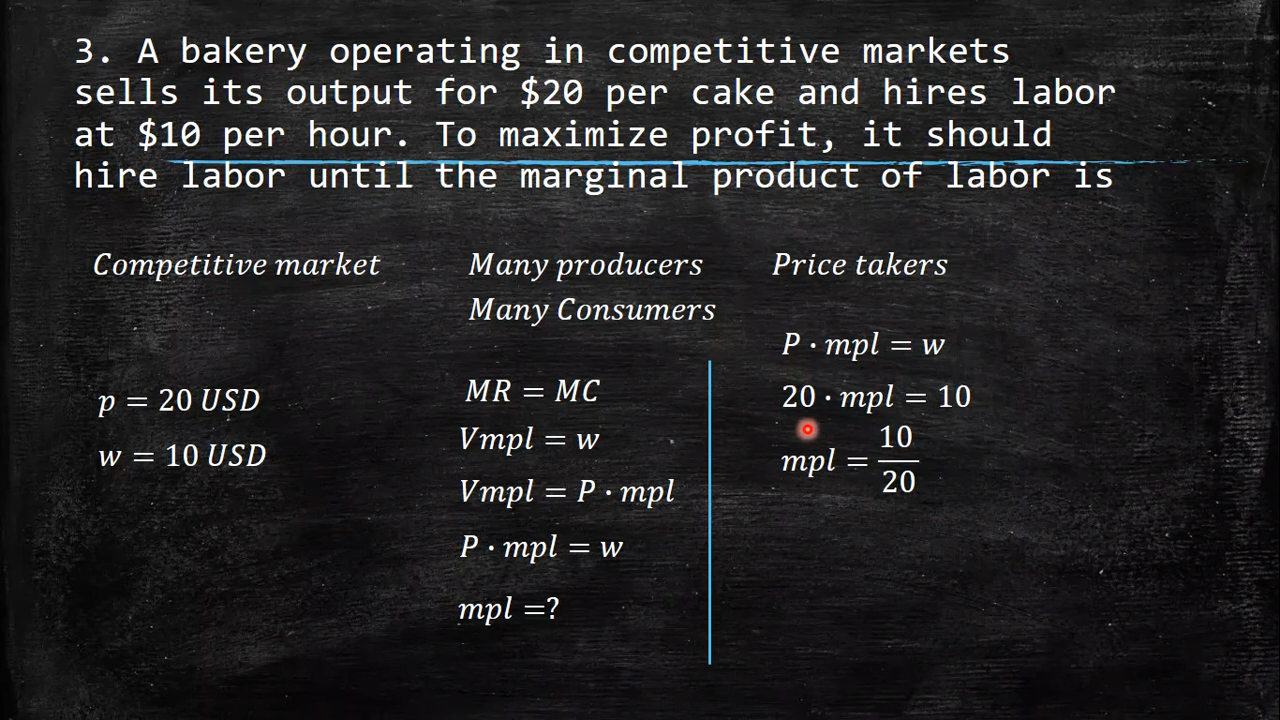 3. A bakery operating in competitive markets
sells its output for $20 per cake and hires labor
at $10 per hour. To maximize profit, it should
hire labor until the marginal product of labor is
Competitive market
Many producers
Many Consumers
Price takers
p = 20 USD
w = 10 USD
MR = MC
Vmpl = w
Vmpl = P · mpl
P · mpl = w
mpl =?
P · mpl = w
20 · mpl = 10
mpl = 10/20